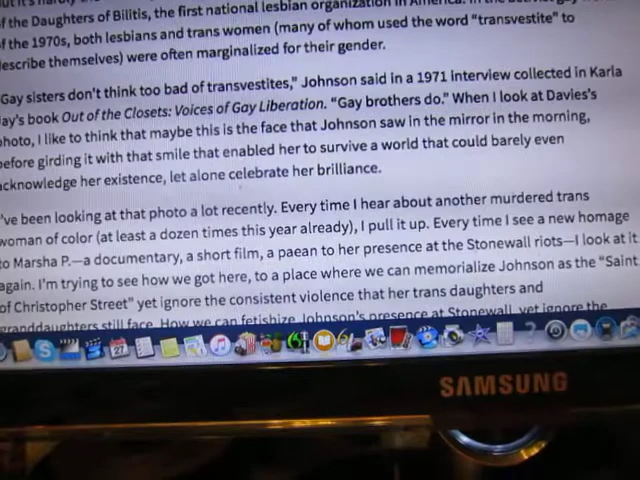 of the Daughters of Bilitis, the first national lesbian organization in America. In the
of the 1970s, both lesbians and trans women (many of whom used the word “transvestite” to
describe themselves) were often marginalized for their gender.
Gay sisters don't think too bad of transvestites,” Johnson said in a 1971 interview collected in Karla
Jay's book Out of the Closets: Voices of Gay Liberation. “Gay brothers do.” When I look at Davies's
photo, I like to think that maybe this is the face that Johnson saw in the mirror in the morning,
before girding it with that smile that enabled her to survive a world that could barely even
acknowledge her existence, let alone celebrate her brilliance.
I've been looking at that photo a lot recently. Every time I hear about another murdered trans
woman of color (at least a dozen times this year already), I pull it up. Every time I see a new homage
to Marsha P.—a documentary, a short film, a paean to her presence at the Stonewall riots—I look at it
again. I'm trying to see how we got here, to a place where we can memorialize Johnson as the “Saint
of Christopher Street” yet ignore the consistent violence that her trans daughters and
granddaughters still face. How we can fetishize Johnson's presence at Stonewall, yet ignore the
27
SAMSUNG